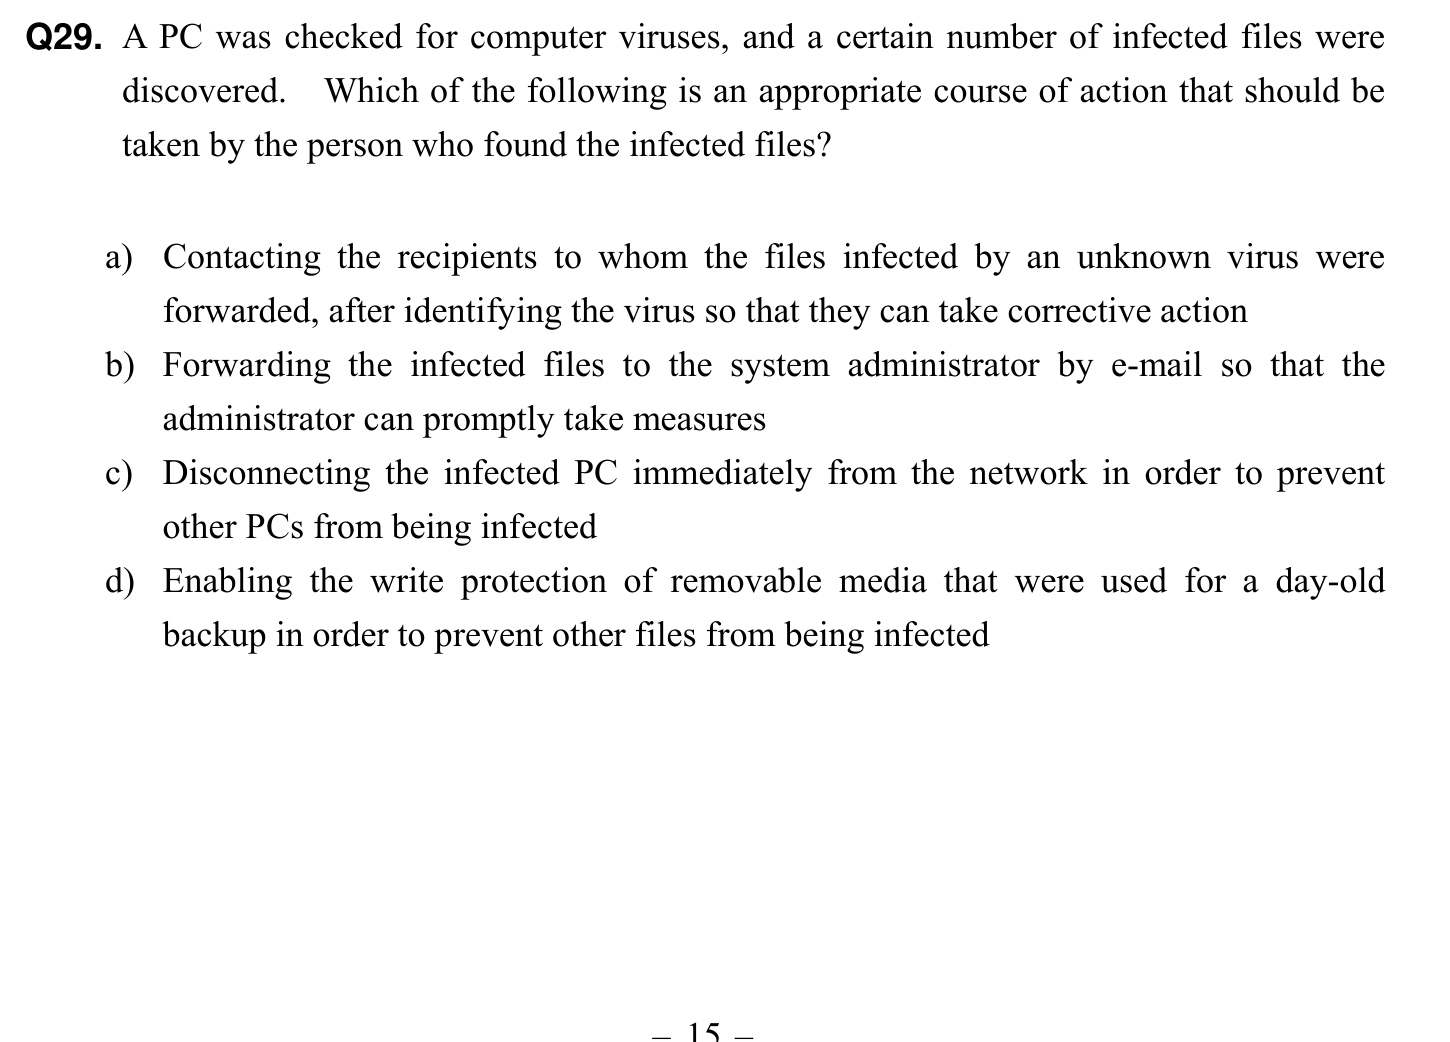 Q29. A PC was checked for computer viruses, and a certain number of infected files were
discovered. Which of the following is an appropriate course of action that should be
taken by the person who found the infected files?
a) Contacting the recipients to whom the files infected by an unknown virus were
forwarded, after identifying the virus so that they can take corrective action
b) Forwarding the infected files to the system administrator by e-mail so that the
administrator can promptly take measures
c) Disconnecting the infected PC immediately from the network in order to prevent
other PCs from being infected
d) Enabling the write protection of removable media that were used for a day-old
backup in order to prevent other files from being infected
– 15 –